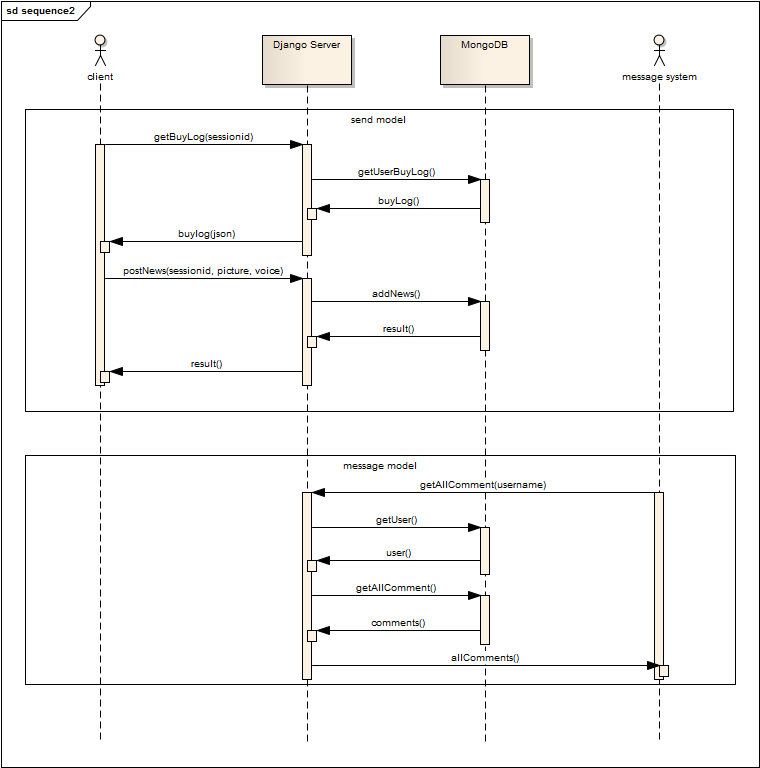 sd sequence2
client
Django Server
MongoDB
message system
send model
getBuyLog(sessionid)
getUserBuyLog()
buyLog()
buylog(json)
postNews(sessionid, picture, voice)
addNews()
result()
result()
message model
getAllComment(username)
getUser()
user()
getAllComment()
comments()
allComments()